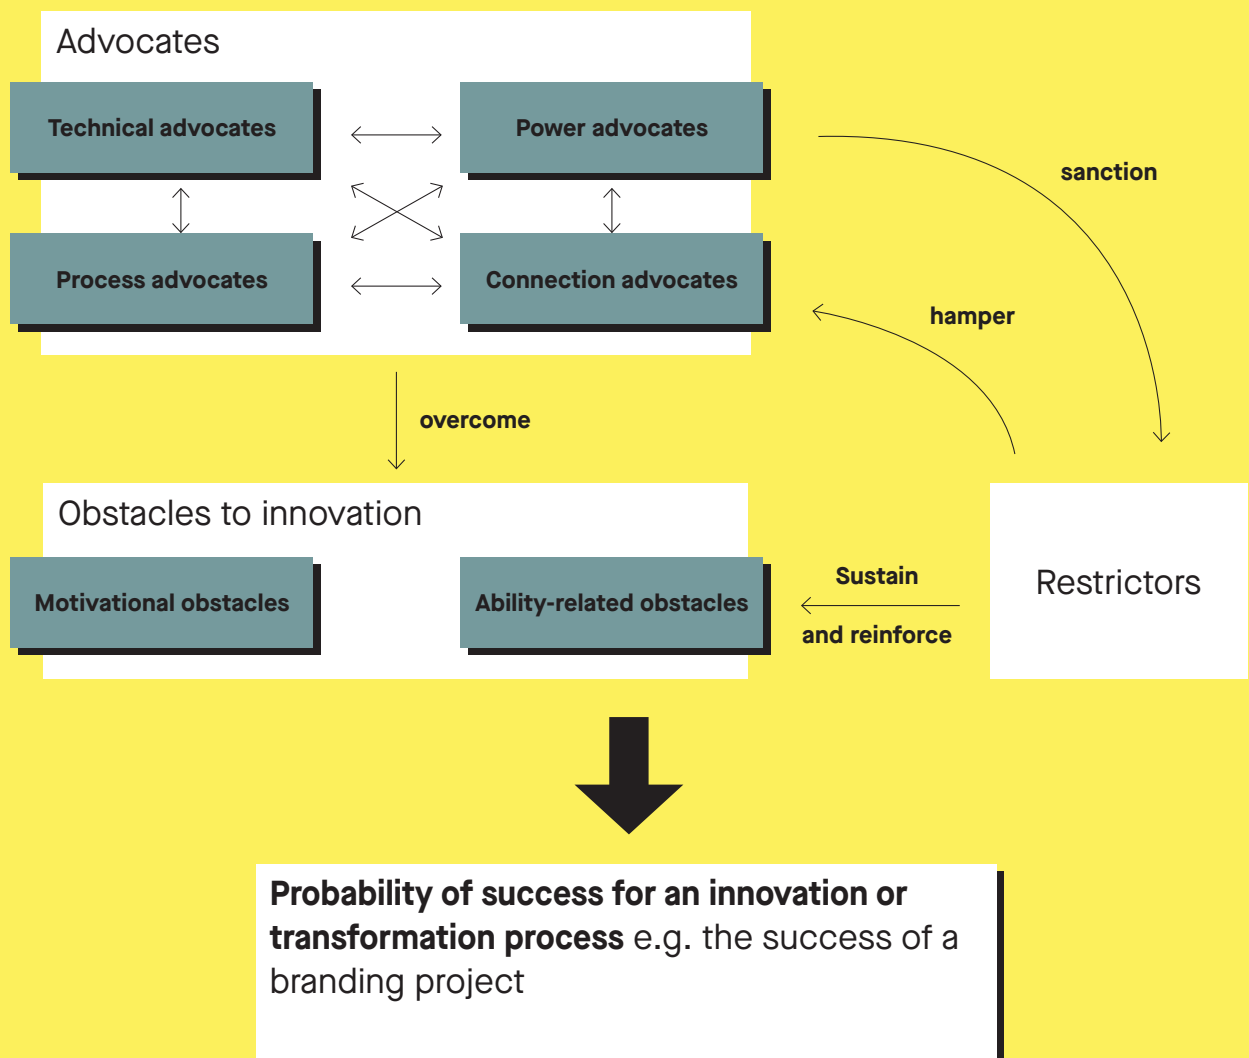 Advocates
Technical advocates
Power advocates
sanction
Process advocates
Connection advocates
hamper
overcome
Obstacles to innovation
Motivational obstacles
Ability-related obstacles
Sustain
and reinforce
Restrictors
Probability of success for an innovation or
transformation process e.g. the success of a
branding project